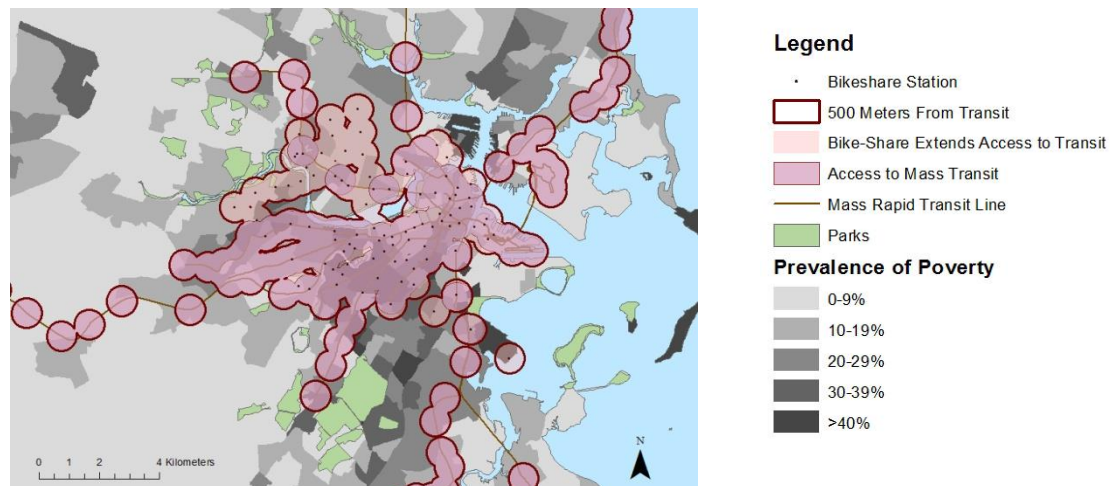 Legend
Bikeshare Station
500 Meters From Transit
Bike-Share Extends Access to Transit
Access to Mass Transit
Mass Rapid Transit Line
Parks
Prevalence of Poverty
0-9%
10-19%
20-29%
30-39%
>40%
N
0 1 2 4 Kilometers